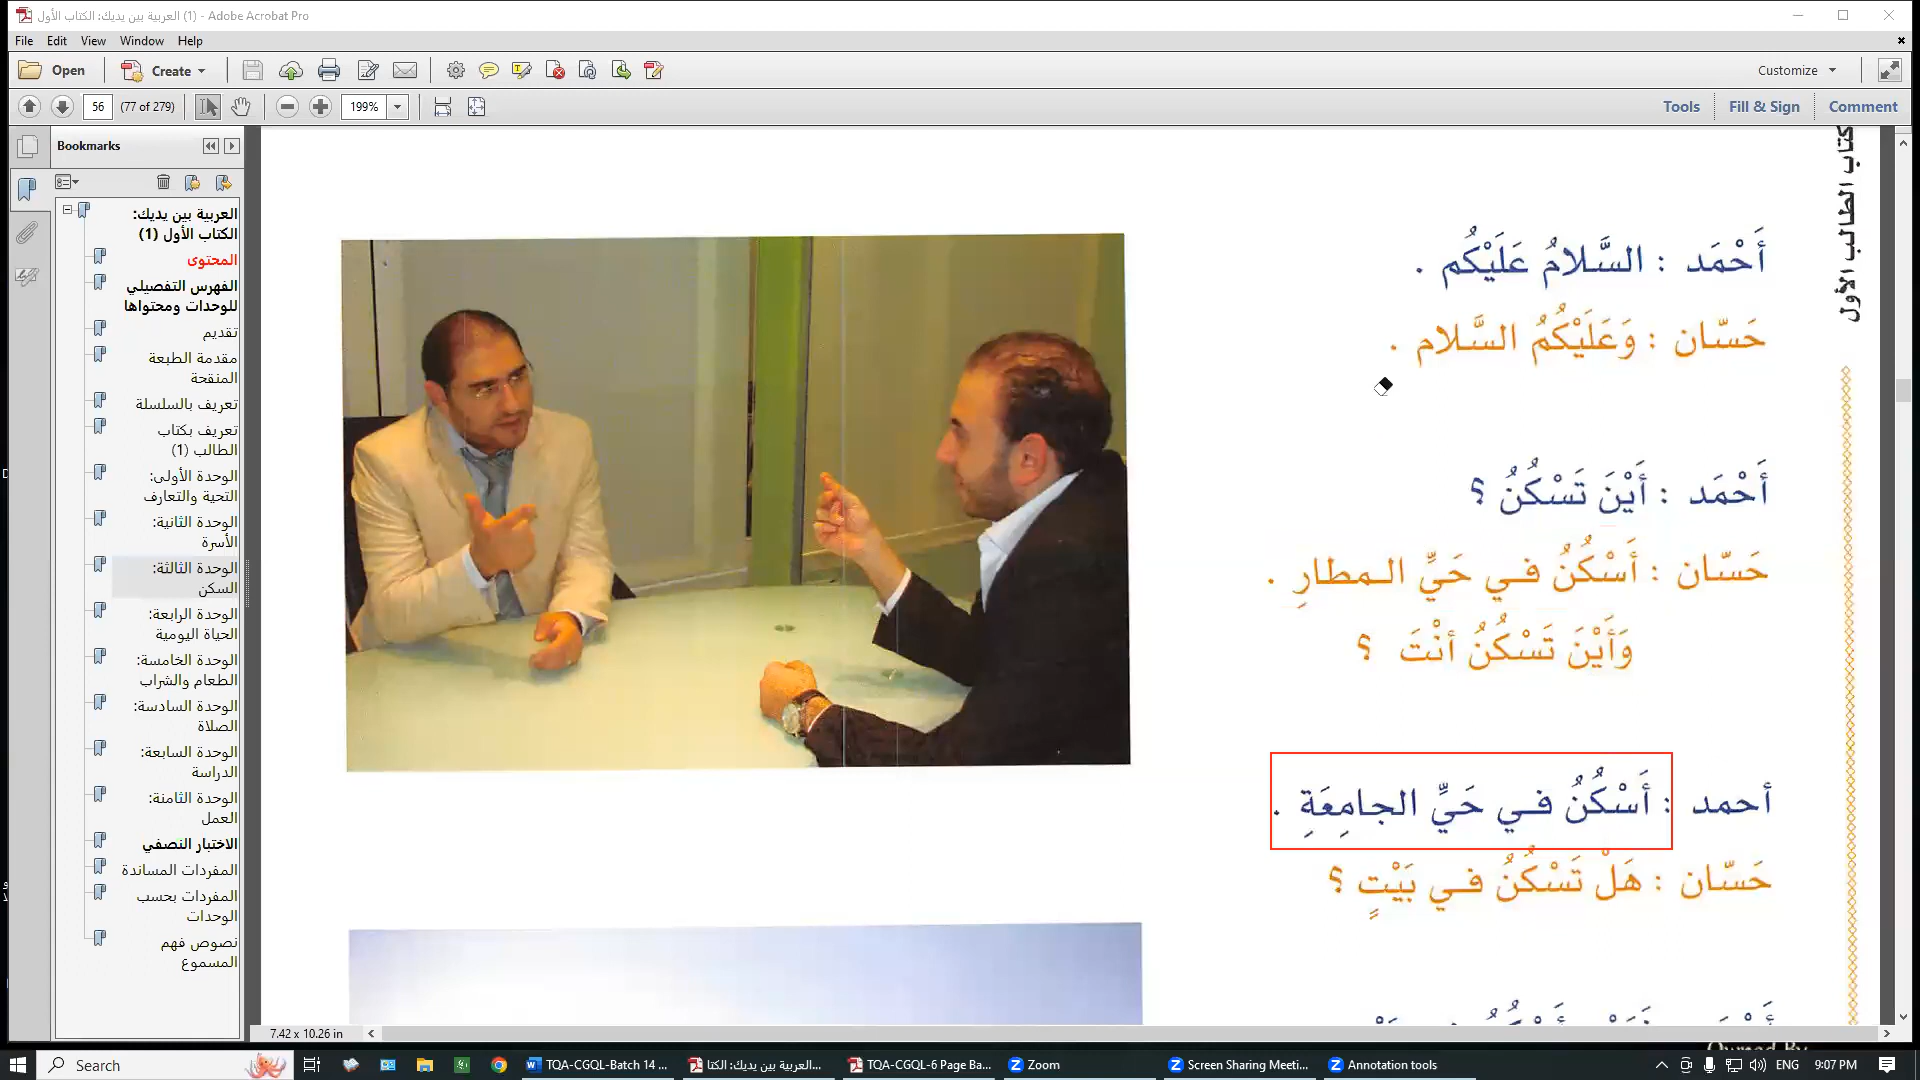 العربية بين يديك: الكتاب الأول (1) - Adobe Acrobat Pro
File Edit View Window Help
Open Create Customize
56 (77 of 279) 199% Tools Fill & Sign Comment
Bookmarks
العربية بين يديك:
الكتاب الأول (1)
المحتوى
الفهرس التفصيلي
للوحدات ومحتواها
تقديم
مقدمة الطبعة
المنقحة
تعريف بالسلسلة
تعريف بكتاب
الطالب (1)
الوحدة الأولى:
التحية والتعارف
الوحدة الثانية:
الأسرة
الوحدة الثالثة:
السكن
الوحدة الرابعة:
الحياة اليومية
الوحدة الخامسة:
الطعام والشراب
الوحدة السادسة:
الصلاة
الوحدة السابعة:
الدراسة
الوحدة الثامنة:
العمل
الاختبار النصفي
المفردات المساندة
المفردات بحسب
الوحدات
نصوص فهم
المسموع
كتاب الطالب الأول
أَحْمَد : السَّلامُ عَلَيْكُم .
حَسّان : وَعَلَيْكُمُ السَّلام .
أَحْمَد : أَيْنَ تَسْكُنُ ؟
حَسّان : أَسْكُنُ في حَيِّ المطارِ .
وَأَيْنَ تَسْكُنُ أنْتَ ؟
أحمد : أَسْكُنُ في حَيِّ الجامِعَةِ .
حَسّان : هَلْ تَسْكُنُ في بَيْتٍ ؟
7.42 x 10.26 in
Search TQA-CGQL-Batch 14 ... العربية بين يديك: الكتا... TQA-CGQL-6 Page Ba... Zoom Screen Sharing Meeti... Annotation tools ENG 9:07 PM